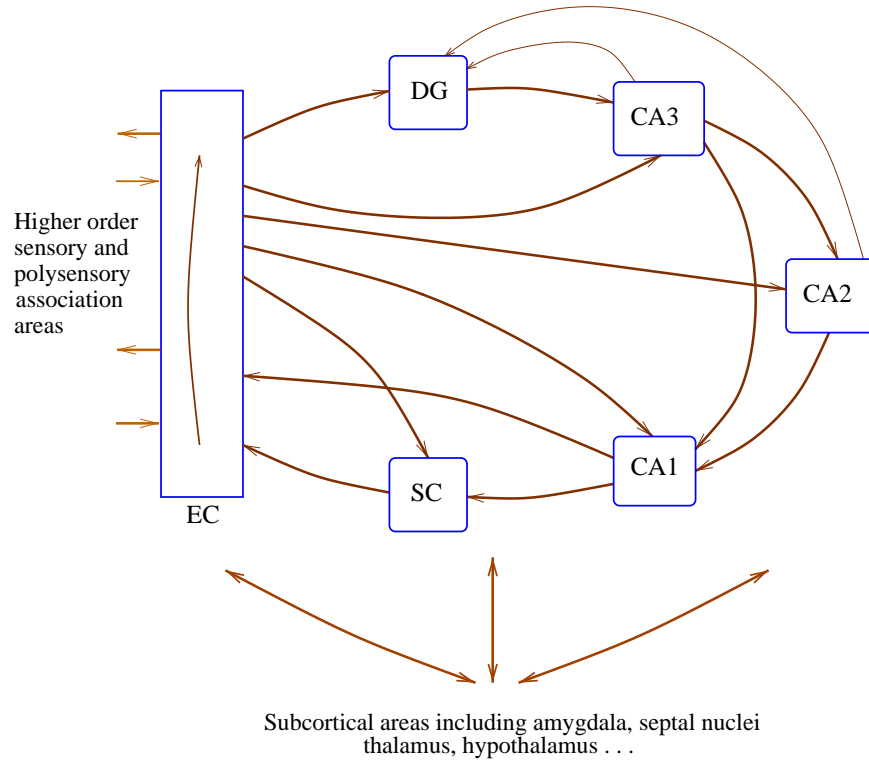 DG
CA3
Higher order
sensory and
polysensory
association
areas
CA2
CA1
SC
EC
Subcortical areas including amygdala, septal nuclei
thalamus, hypothalamus . . .